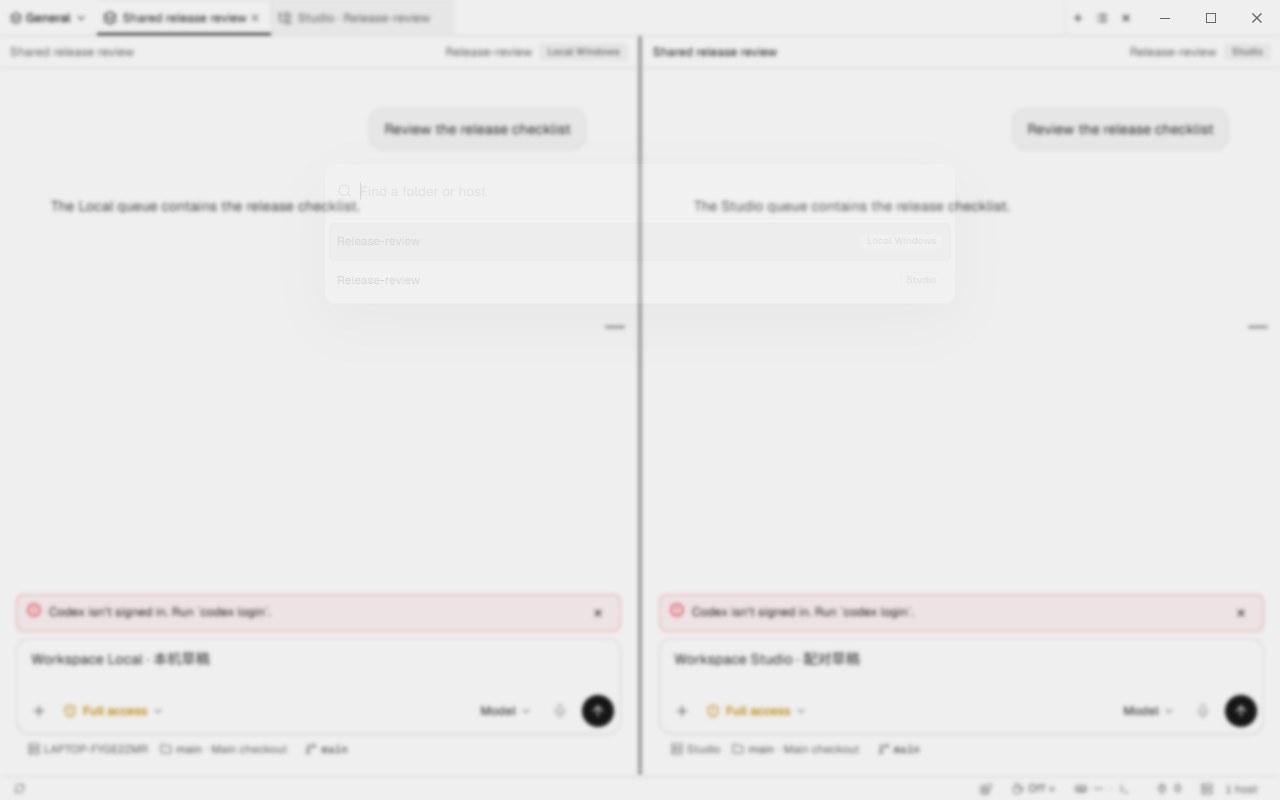 General
Shared release review
Studio · Release-review
Shared release review
Release-review
Local Windows
Shared release review
Release-review
Studio
Review the release checklist
Review the release checklist
Find a folder or host
The Local queue contains the release checklist.
The Studio queue contains the release checklist.
Release-review
Local Windows
Release-review
Studio
Codex isn't signed in. Run `codex login`.
Codex isn't signed in. Run `codex login`.
Workspace Local · 本机草稿
Workspace Studio · 配对草稿
Full access
Model
Full access
Model
main · Main checkout
main
Studio
main · Main checkout
main
Off
0
1 host